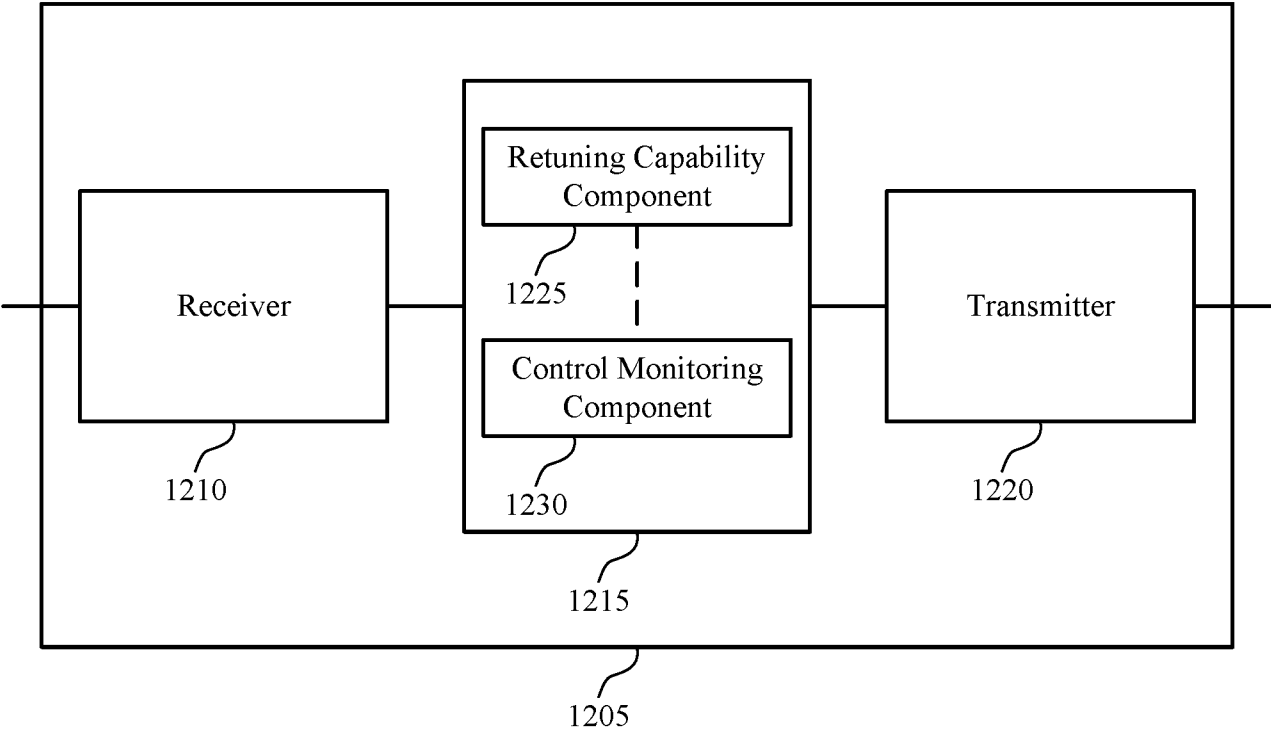 Retuning Capability
Component
1225
Receiver
Transmitter
Control Monitoring
Component
1210
1230
1220
1215
1205